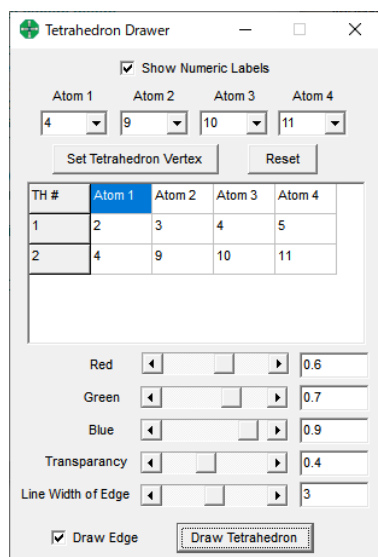 Tetrahedron Drawer
Show Numeric Labels
Atom 1 Atom 2 Atom 3 Atom 4
4 9 10 11
Set Tetrahedron Vertex Reset
TH # Atom 1 Atom 2 Atom 3 Atom 4
1 2 3 4 5
2 4 9 10 11
Red 0.6
Green 0.7
Blue 0.9
Transparancy 0.4
Line Width of Edge 3
Draw Edge Draw Tetrahedron